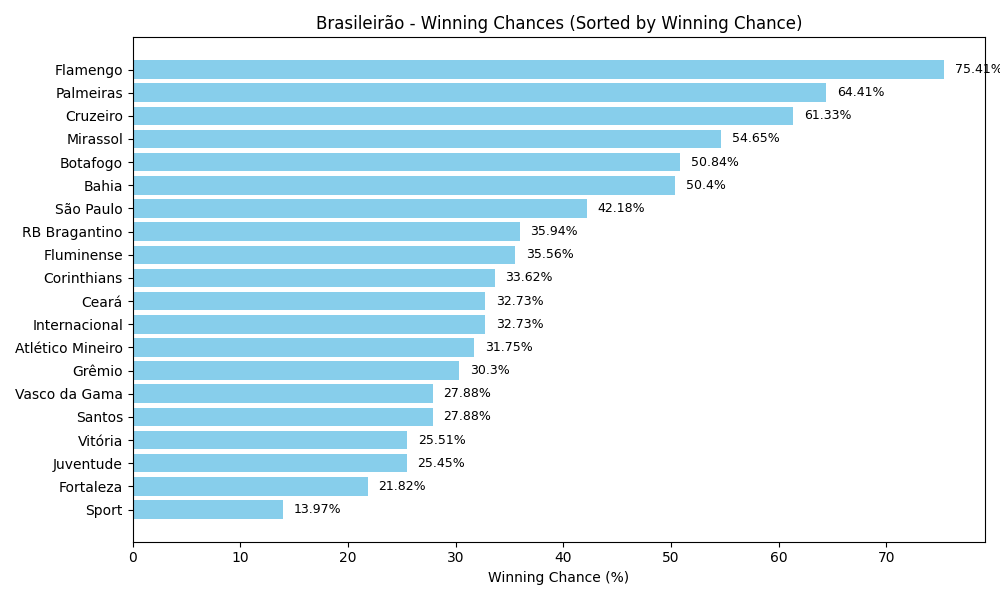 Brasileirão - Winning Chances (Sorted by Winning Chance)
Flamengo 75.41%
Palmeiras 64.41%
Cruzeiro 61.33%
Mirassol 54.65%
Botafogo 50.84%
Bahia 50.4%
São Paulo 42.18%
RB Bragantino 35.94%
Fluminense 35.56%
Corinthians 33.62%
Ceará 32.73%
Internacional 32.73%
Atlético Mineiro 31.75%
Grêmio 30.3%
Vasco da Gama 27.88%
Santos 27.88%
Vitória 25.51%
Juventude 25.45%
Fortaleza 21.82%
Sport 13.97%
0 10 20 30 40 50 60 70
Winning Chance (%)